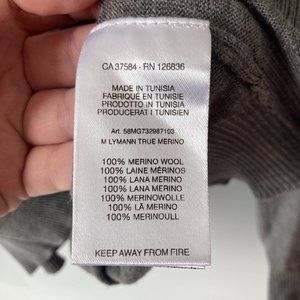 CA 37584 - RN 126836
MADE IN TUNISIA
FABRIQUÉ EN TUNISIE
PRODOTTO IN TUNISIA
PRODUCERAT I TUNISIEN
Art. 58MG732987103
M LYMANN TRUE MERINO
100% MERINO WOOL
100% LAINE MÉRINOS
100% LANA MERINO
100% LANA MERINO
100% MERINOWOLLE
100% LÃ MERINO
100% MERINOULL
KEEP AWAY FROM FIRE